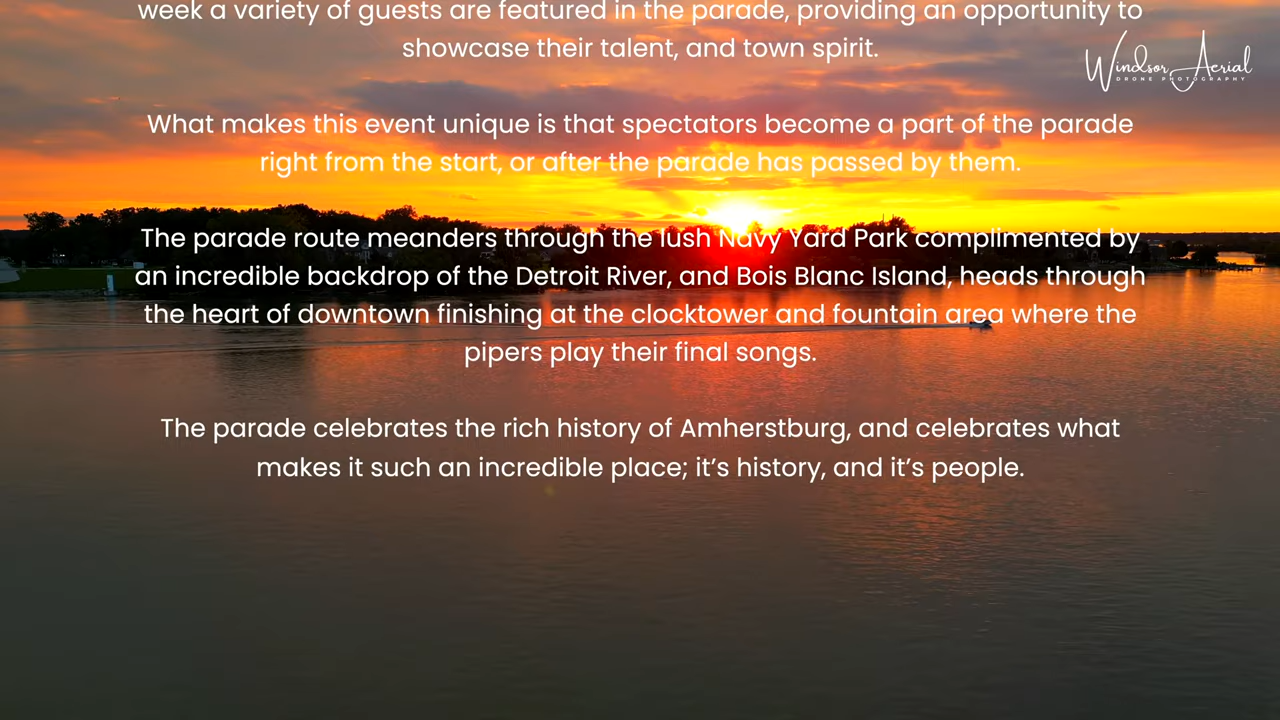 week a variety of guests are featured in the parade, providing an opportunity to
showcase their talent, and town spirit.
Windsor Aerial
DRONE PHOTOGRAPHY
What makes this event unique is that spectators become a part of the parade
right from the start, or after the parade has passed by them.
The parade route meanders through the lush Navy Yard Park complimented by
an incredible backdrop of the Detroit River, and Bois Blanc Island, heads through
the heart of downtown finishing at the clocktower and fountain area where the
pipers play their final songs.
The parade celebrates the rich history of Amherstburg, and celebrates what
makes it such an incredible place; it’s history, and it’s people.